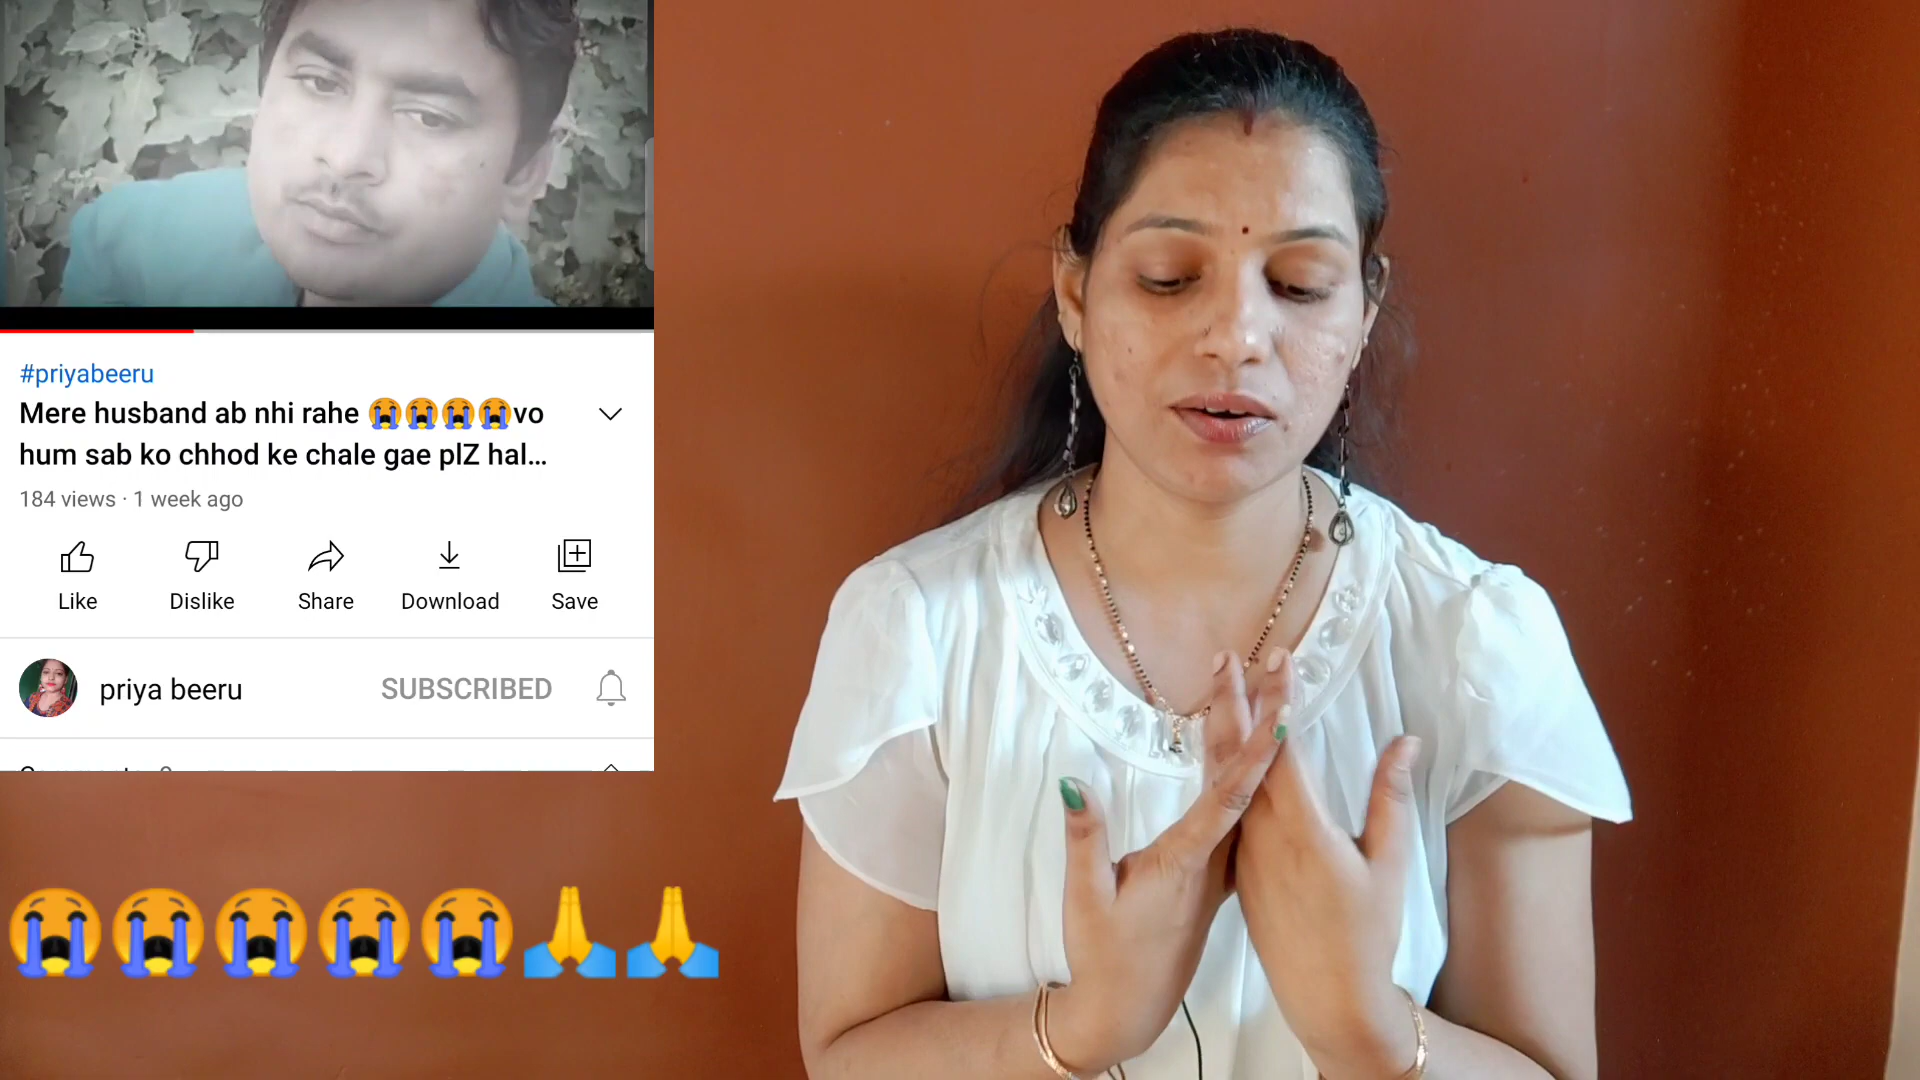 #priyabeeru
Mere husband ab nhi rahe 😭😭😭😭vo
hum sab ko chhod ke chale gae plZ hal...
184 views · 1 week ago
Like Dislike Share Download Save
priya beeru SUBSCRIBED